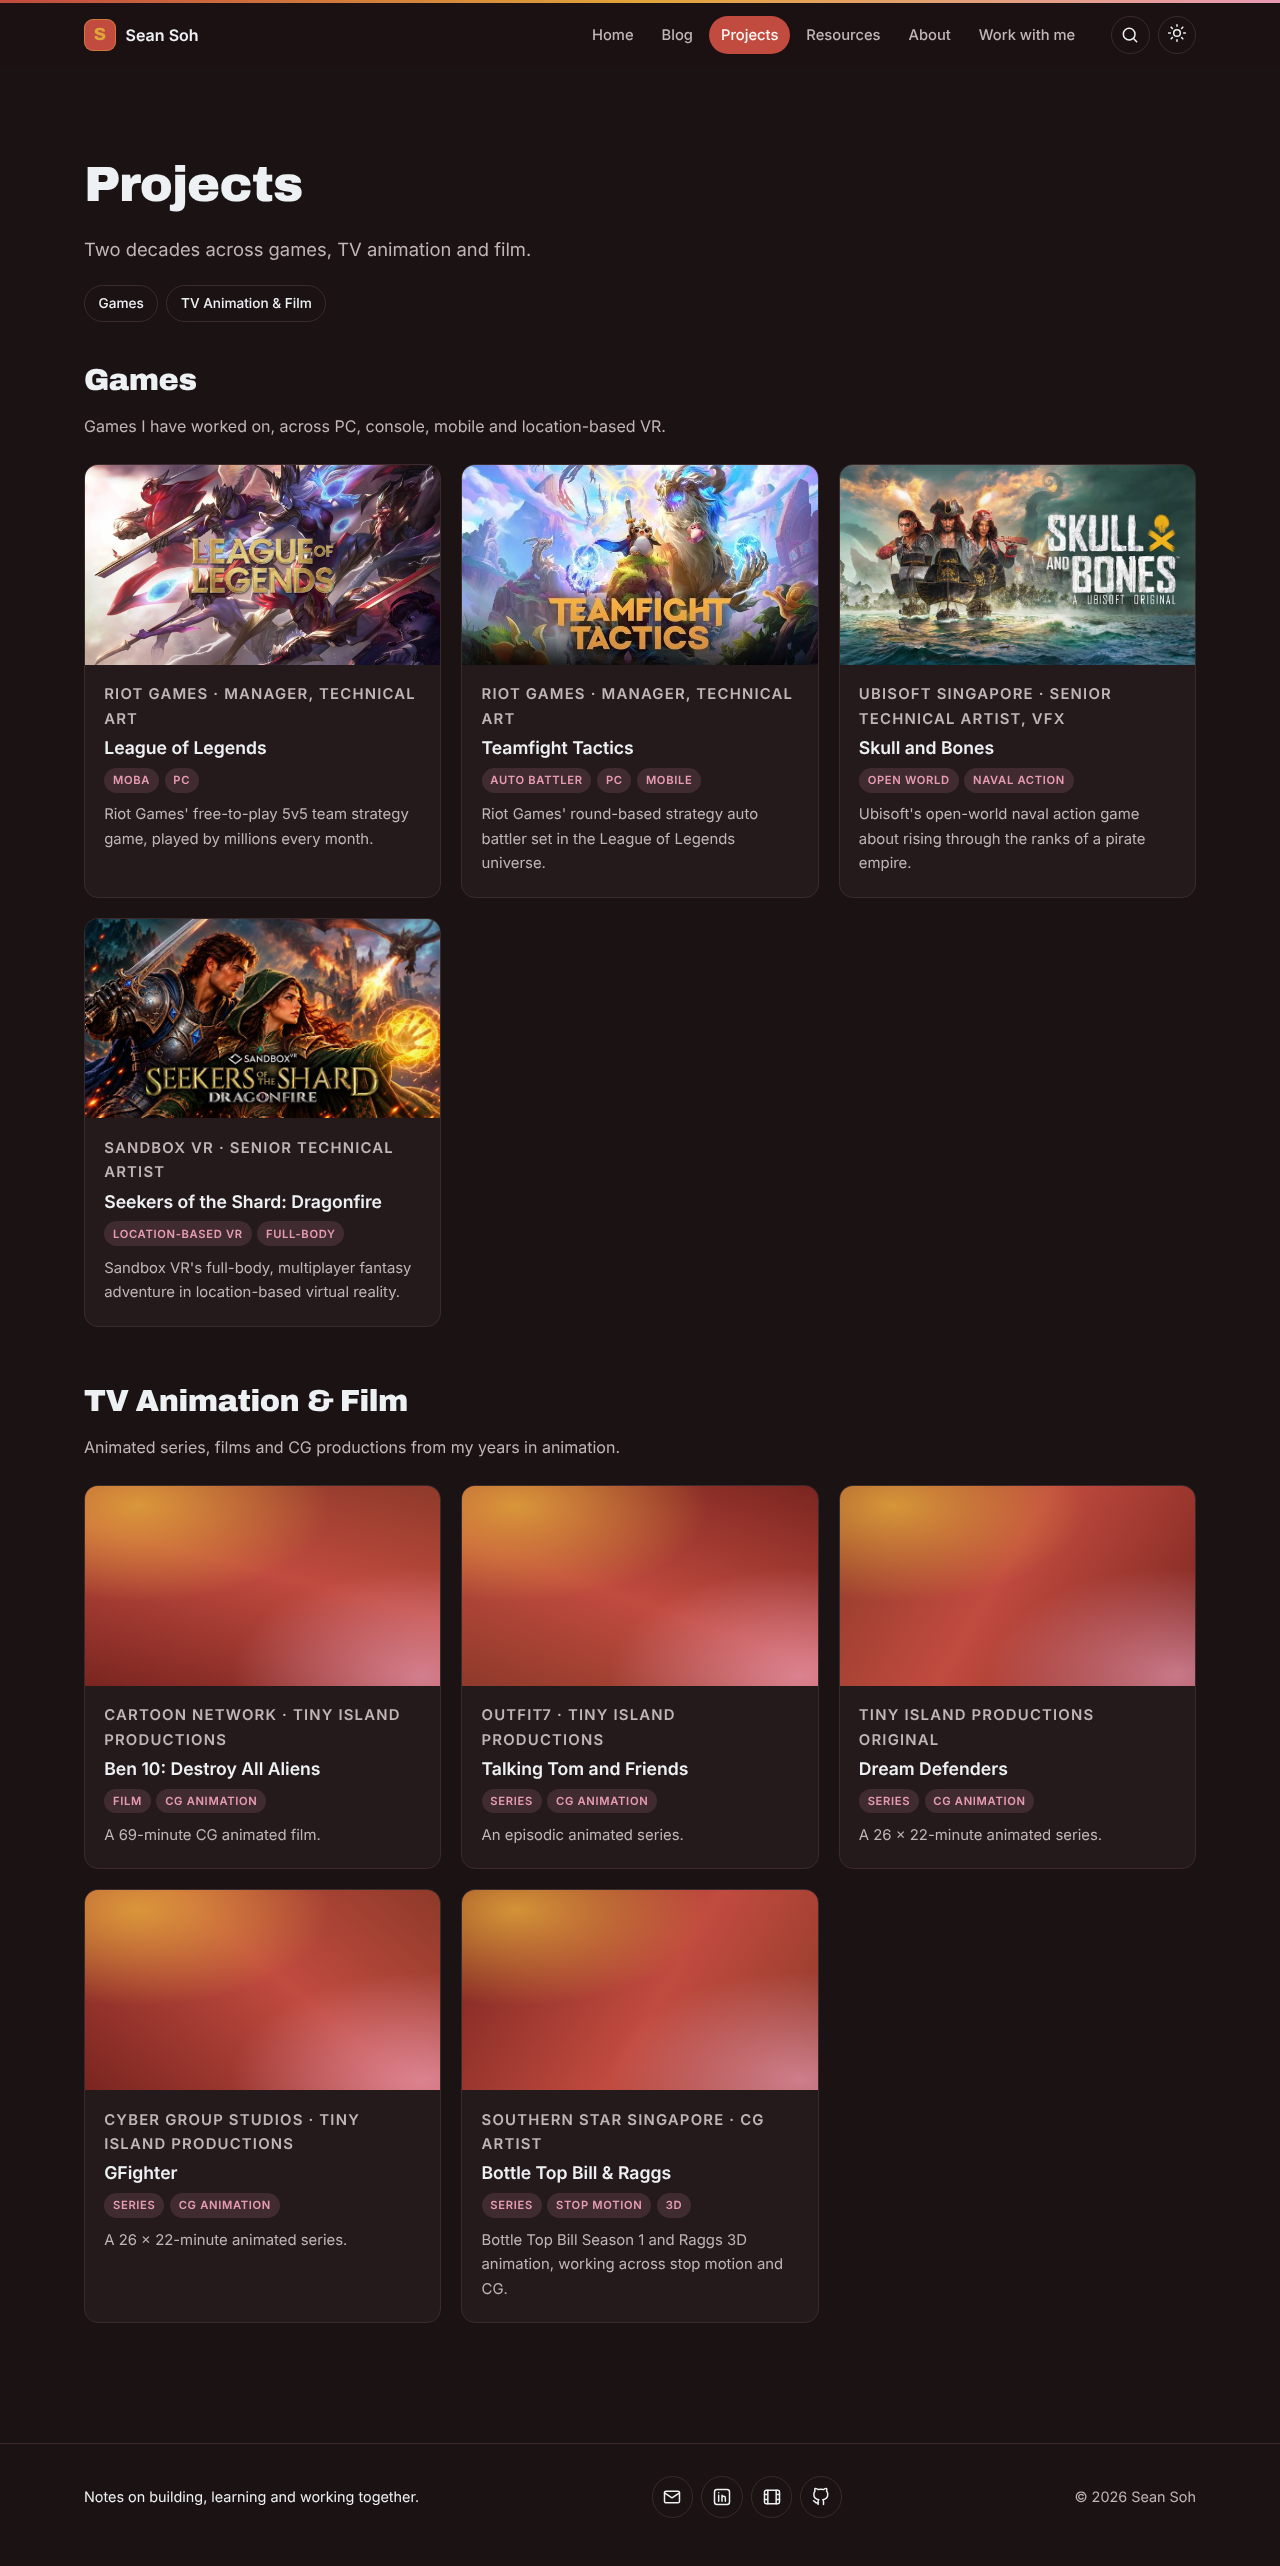 S Sean Soh
Home Blog Projects Resources About Work with me
Projects
Two decades across games, TV animation and film.
Games TV Animation & Film
Games
Games I have worked on, across PC, console, mobile and location-based VR.
LEAGUE OF
LEGENDS
RIOT GAMES · MANAGER, TECHNICAL
ART
League of Legends
MOBA PC
Riot Games' free-to-play 5v5 team strategy
game, played by millions every month.
TEAMFIGHT
TACTICS
RIOT GAMES · MANAGER, TECHNICAL
ART
Teamfight Tactics
AUTO BATTLER PC MOBILE
Riot Games' round-based strategy auto
battler set in the League of Legends
universe.
SKULL
AND BONES
A UBISOFT ORIGINAL
UBISOFT SINGAPORE · SENIOR
TECHNICAL ARTIST, VFX
Skull and Bones
OPEN WORLD NAVAL ACTION
Ubisoft's open-world naval action game
about rising through the ranks of a pirate
empire.
SANDBOX VR
SEEKERS OF THE SHARD
DRAGONFIRE
SANDBOX VR · SENIOR TECHNICAL
ARTIST
Seekers of the Shard: Dragonfire
LOCATION-BASED VR FULL-BODY
Sandbox VR's full-body, multiplayer fantasy
adventure in location-based virtual reality.
TV Animation & Film
Animated series, films and CG productions from my years in animation.
CARTOON NETWORK · TINY ISLAND
PRODUCTIONS
Ben 10: Destroy All Aliens
FILM CG ANIMATION
A 69-minute CG animated film.
OUTFIT7 · TINY ISLAND
PRODUCTIONS
Talking Tom and Friends
SERIES CG ANIMATION
An episodic animated series.
TINY ISLAND PRODUCTIONS
ORIGINAL
Dream Defenders
SERIES CG ANIMATION
A 26 × 22-minute animated series.
CYBER GROUP STUDIOS · TINY
ISLAND PRODUCTIONS
GFighter
SERIES CG ANIMATION
A 26 × 22-minute animated series.
SOUTHERN STAR SINGAPORE · CG
ARTIST
Bottle Top Bill & Raggs
SERIES STOP MOTION 3D
Bottle Top Bill Season 1 and Raggs 3D
animation, working across stop motion and
CG.
Notes on building, learning and working together.
© 2026 Sean Soh